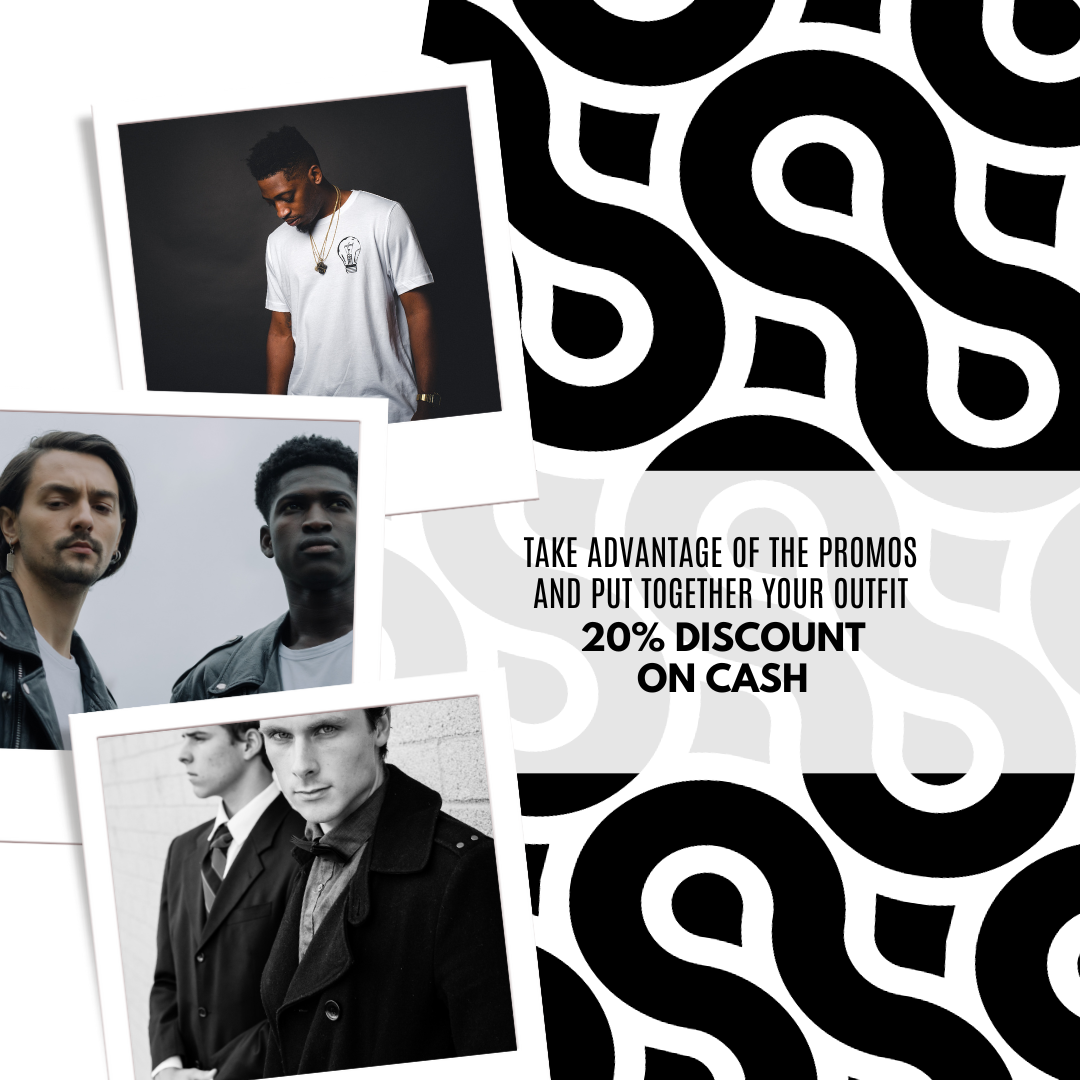 TAKE ADVANTAGE OF THE PROMOS
AND PUT TOGETHER YOUR OUTFIT
20% DISCOUNT
ON CASH